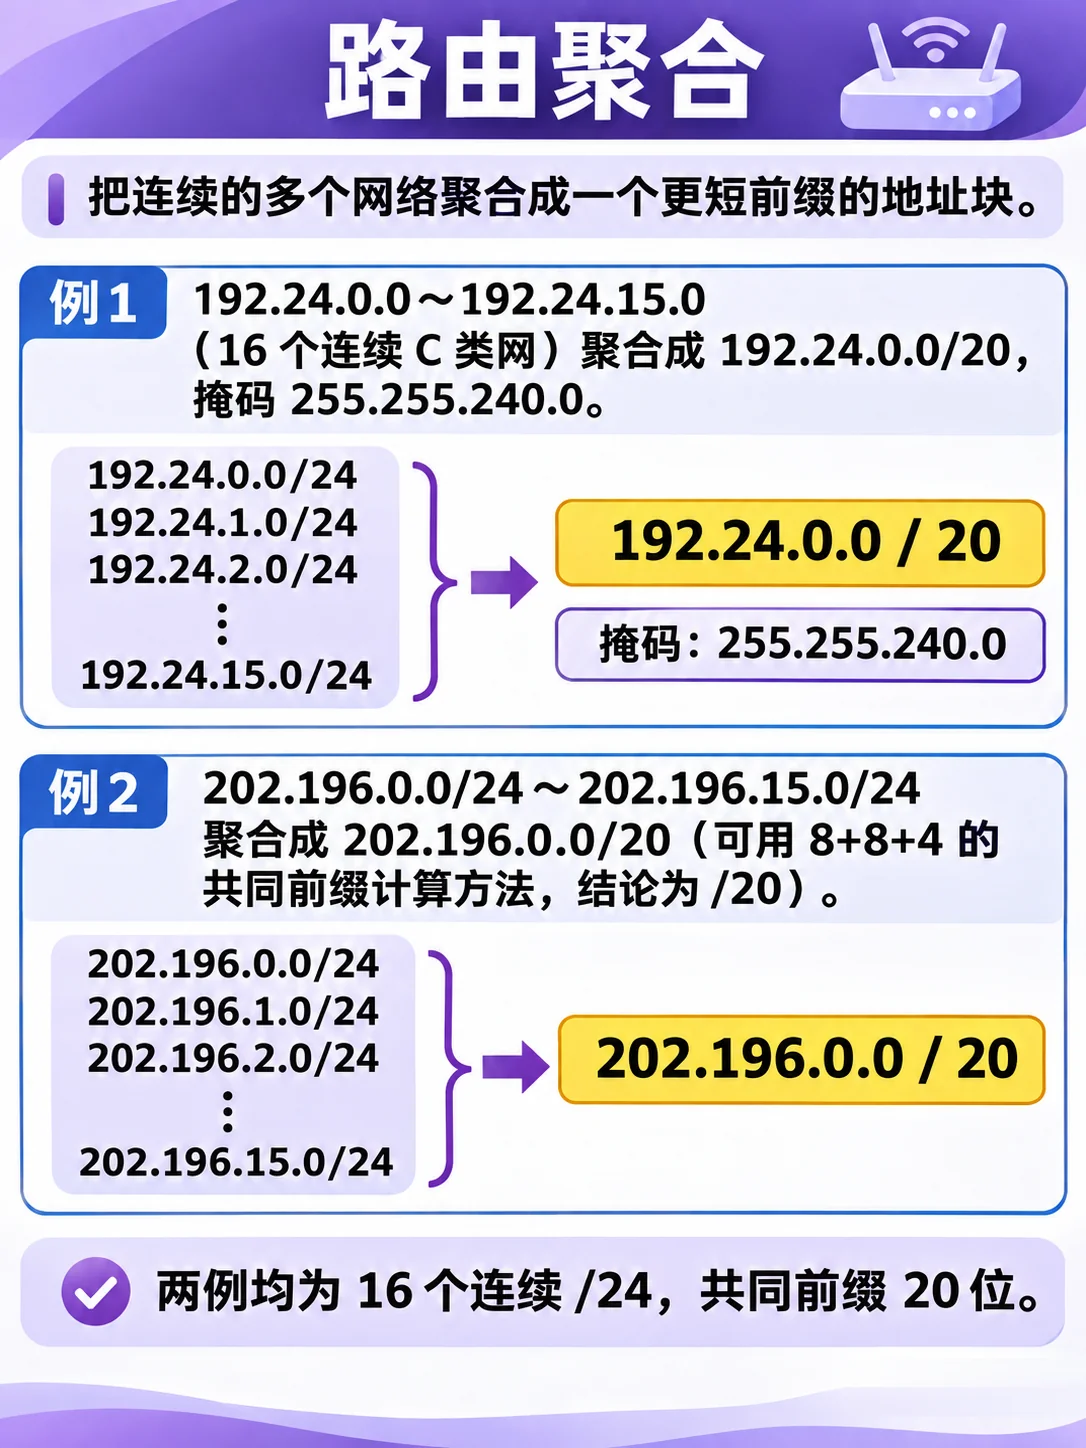 路由聚合
把连续的多个网络聚合成一个更短前缀的地址块。
例1
192.24.0.0～192.24.15.0
（16 个连续 C 类网）聚合成 192.24.0.0/20，
掩码 255.255.240.0。
192.24.0.0/24
192.24.1.0/24
192.24.2.0/24
⋮
192.24.15.0/24
192.24.0.0 / 20
掩码：255.255.240.0
例2
202.196.0.0/24～202.196.15.0/24
聚合成 202.196.0.0/20（可用 8+8+4 的
共同前缀计算方法，结论为 /20）。
202.196.0.0/24
202.196.1.0/24
202.196.2.0/24
⋮
202.196.15.0/24
202.196.0.0 / 20
两例均为 16 个连续 /24，共同前缀 20 位。